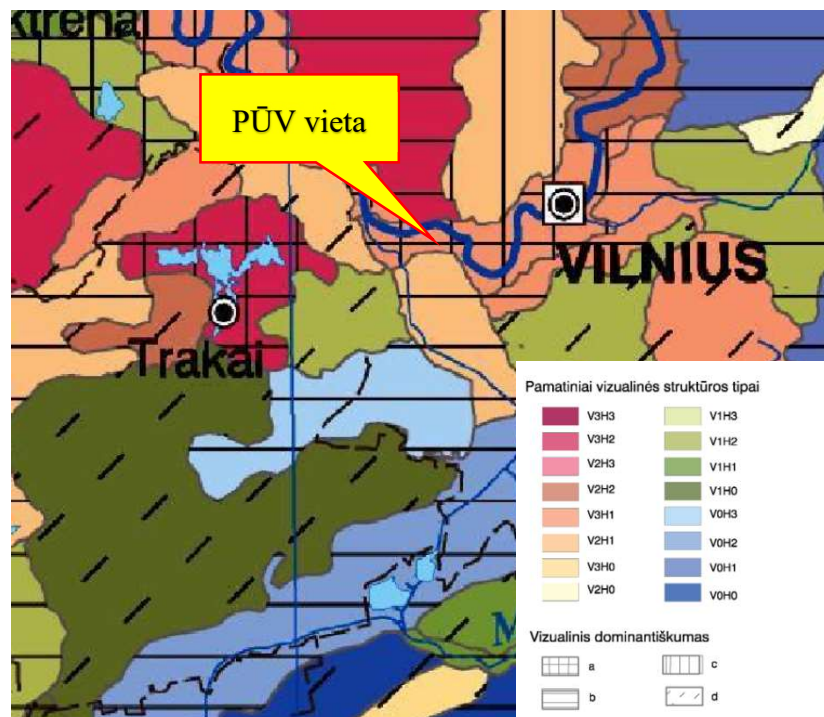 ktrėnai
PŪV vieta
VILNIUS
Trakai
M
Pamatiniai vizualinės struktūros tipai
V3H3
V3H2
V2H3
V2H2
V3H1
V2H1
V3H0
V2H0
V1H3
V1H2
V1H1
V1H0
V0H3
V0H2
V0H1
V0H0
Vizualinis dominantiškumas
a
b
c
d